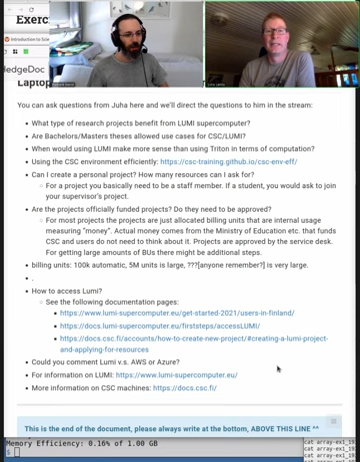 Exerci
Introduction to Scie
ledgeDoc
Laptop
You can ask questions from Juha here and we'll direct the questions to him in the stream:
• What type of research projects benefit from LUMI supercomputer?
• Are Bachelors/Masters theses allowed use cases for CSC/LUMI?
• When would using LUMI make more sense than using Triton in terms of computation?
• Using the CSC environment efficiently: https://csc-training.github.io/csc-env-eff/
• Can I create a personal project? How many resources can I ask for?
○ For a project you basically need to be a staff member. If a student, you would ask to join
your supervisor's project.
• Are the projects officially funded projects? Do they need to be approved?
○ For most projects the projects are just allocated billing units that are internal usage
measuring "money". Actual money comes from the Ministry of Education etc. that funds
CSC and users do not need to think about it. Projects are approved by the service desk.
For getting large amounts of BUs there might be additional steps.
• billing units: 100k automatic, 5M units is large, ???[anyone remember?] is very large.
• .
• How to access Lumi?
○ See the following documentation pages:
▪ https://www.lumi-supercomputer.eu/get-started-2021/users-in-finland/
▪ https://docs.lumi-supercomputer.eu/firststeps/accessLUMI/
▪ https://docs.csc.fi/accounts/how-to-create-new-project/#creating-a-lumi-project-
and-applying-for-resources
• Could you comment Lumi v.s. AWS or Azure?
• For information on LUMI: https://www.lumi-supercomputer.eu/
• More information on CSC machines: https://docs.csc.fi/
This is the end of the document, please always write at the bottom, ABOVE THIS LINE ^^
Memory Efficiency: 0.16% of 1.00 GB
$
cat array-ex1_19
cat array-ex1_19